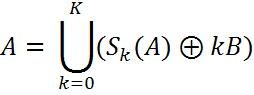 A = ⋃_{k=0}^{K} (S_k(A) ⊕ kB)